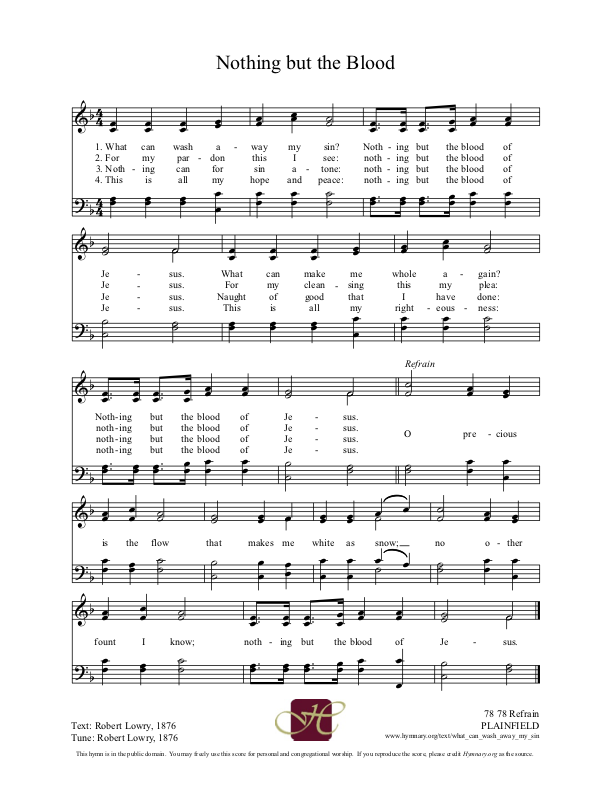 Nothing but the Blood
1. What can wash a - way my sin? Noth - ing but the blood of
2. For my par - don this I see: noth - ing but the blood of
3. Noth - ing can for sin a - tone: noth - ing but the blood of
4. This is all my hope and peace: noth - ing but the blood of
Je - sus. What can make me whole a - gain?
Je - sus. For my clean - sing this my plea:
Je - sus. Naught of good that I have done:
Je - sus. This is all my right - eous - ness:
Refrain
Noth-ing but the blood of Je - sus.
noth-ing but the blood of Je - sus.
noth-ing but the blood of Je - sus.
noth-ing but the blood of Je - sus.
O pre - cious
is the flow that makes me white as snow; no o - ther
fount I know; noth - ing but the blood of Je - sus.
Text: Robert Lowry, 1876
Tune: Robert Lowry, 1876
H
78 78 Refrain
PLAINFIELD
www.hymnary.org/text/what_can_wash_away_my_sin
This hymn is in the public domain. You may freely use this score for personal and congregational worship. If you reproduce the score, please credit Hymnary.org as the source.